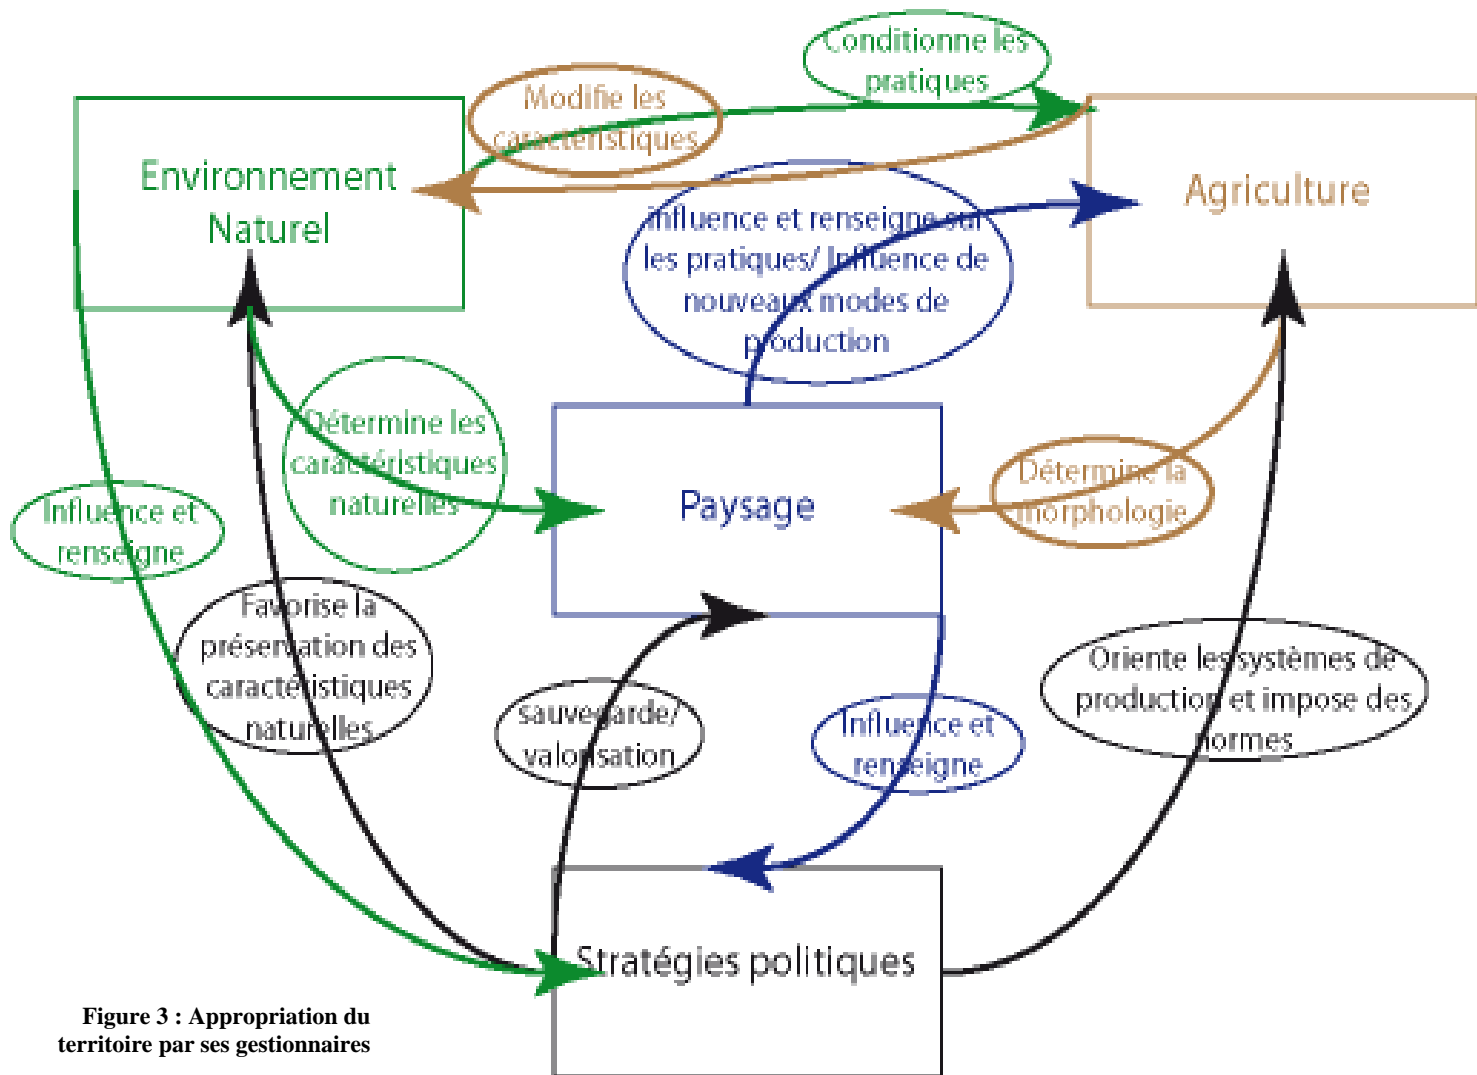 Conditionne les
pratiques
Modifie les
caractéristiques
Environnement
Naturel
Agriculture
Influence et renseigne sur
les pratiques/ Influence de
nouveaux modes de
production
Détermine les
caractéristiques
naturelles
Paysage
Détermine la
morphologie
Influence et
renseigne
Favorise la
préservation des
caractéristiques
naturelles
sauvegarde/
valorisation
Influence et
renseigne
Oriente les systèmes de
production et impose des
normes
Stratégies politiques
Figure 3 : Appropriation du
territoire par ses gestionnaires